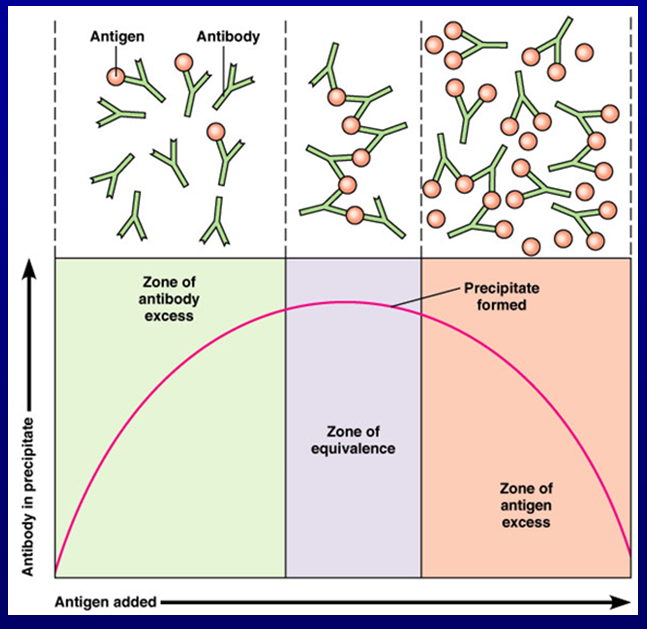 Antigen
Antibody
Zone of
antibody
excess
Precipitate
formed
Zone of
equivalence
Zone of
antigen
excess
Antibody in precipitate
Antigen added